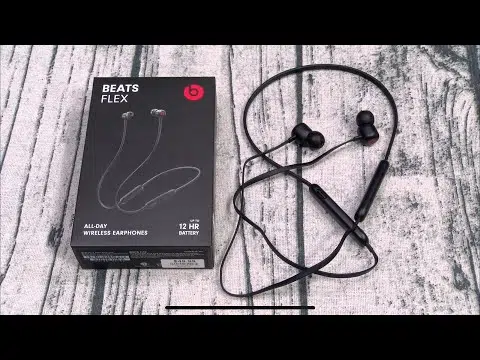 BEATS
FLEX
ALL-DAY
WIRELESS EARPHONES
UP TO
12 HR
BATTERY